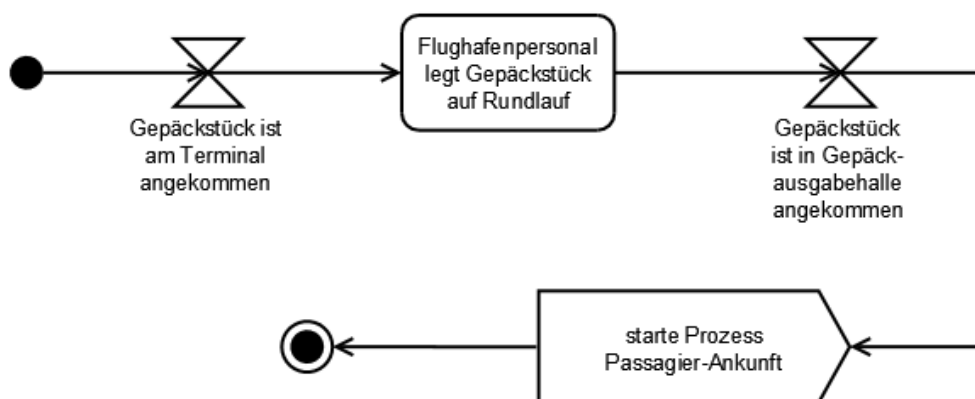 Flughafenpersonal
legt Gepäckstück
auf Rundlauf
Gepäckstück ist
am Terminal
angekommen
Gepäckstück
ist in Gepäck-
ausgabehalle
angekommen
starte Prozess
Passagier-Ankunft